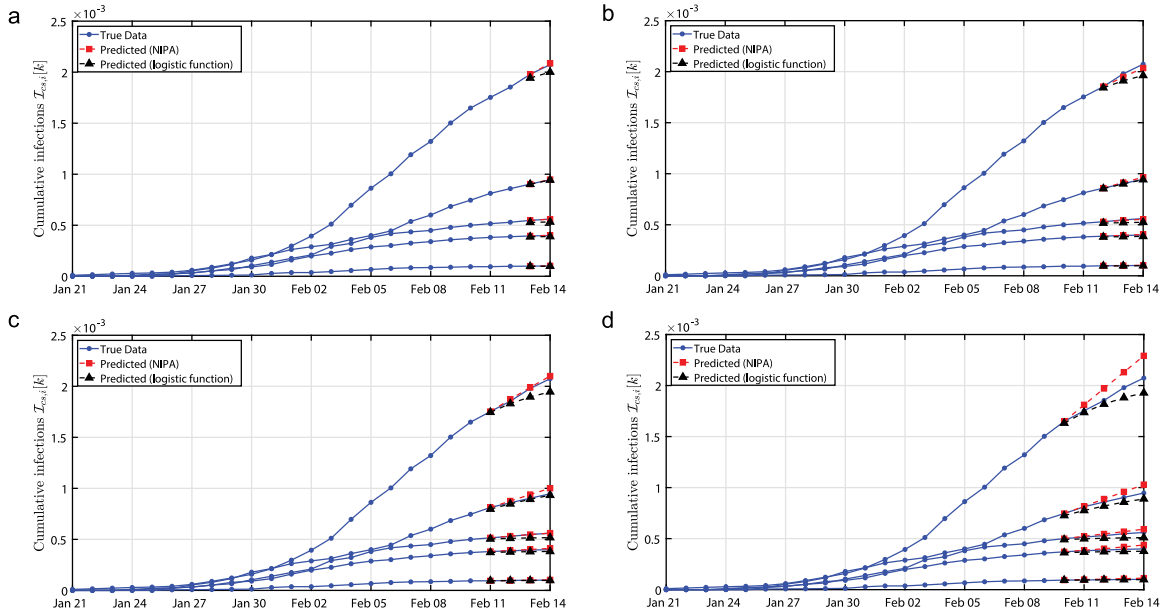 a
×10⁻³
2.5
2
1.5
1
0.5
0
Cumulative infections 𝓘cs,i[k]
True Data
Predicted (NIPA)
Predicted (logistic function)
Jan 21 Jan 24 Jan 27 Jan 30 Feb 02 Feb 05 Feb 08 Feb 11 Feb 14
b
×10⁻³
2.5
2
1.5
1
0.5
0
Cumulative infections 𝓘cs,i[k]
True Data
Predicted (NIPA)
Predicted (logistic function)
Jan 21 Jan 24 Jan 27 Jan 30 Feb 02 Feb 05 Feb 08 Feb 11 Feb 14
c
×10⁻³
2.5
2
1.5
1
0.5
0
Cumulative infections 𝓘cs,i[k]
True Data
Predicted (NIPA)
Predicted (logistic function)
Jan 21 Jan 24 Jan 27 Jan 30 Feb 02 Feb 05 Feb 08 Feb 11 Feb 14
d
×10⁻³
2.5
2
1.5
1
0.5
0
Cumulative infections 𝓘cs,i[k]
True Data
Predicted (NIPA)
Predicted (logistic function)
Jan 21 Jan 24 Jan 27 Jan 30 Feb 02 Feb 05 Feb 08 Feb 11 Feb 14